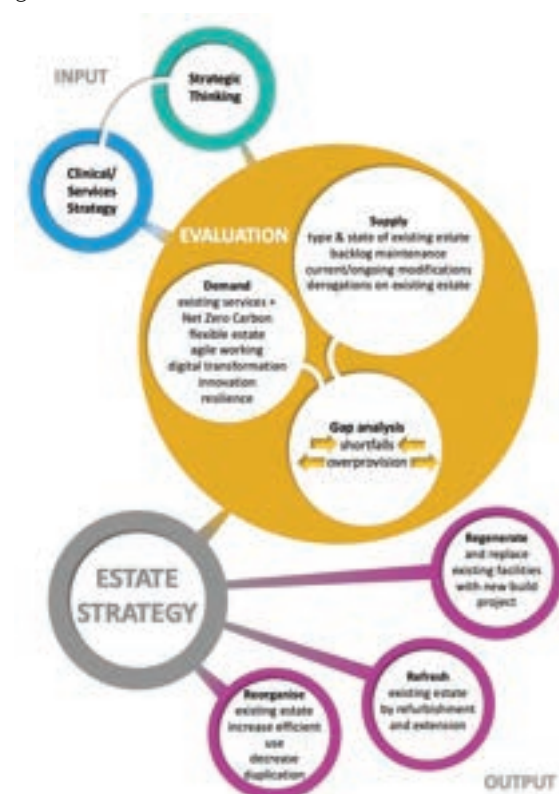 INPUT
Strategic
Thinking
Clinical/
Services
Strategy
EVALUATION
Supply
type & state of existing estate
backlog maintenance
current/ongoing modifications
derogations on existing estate
Demand
existing services +
Net Zero Carbon
flexible estate
agile working
digital transformation
innovation
resilience
Gap analysis
shortfalls
overprovision
ESTATE
STRATEGY
Regenerate
and replace
existing facilities
with new build
project
Refresh
existing estate
by refurbishment
and extension
Reorganise
existing estate
increase efficient
use
decrease
duplication
OUTPUT